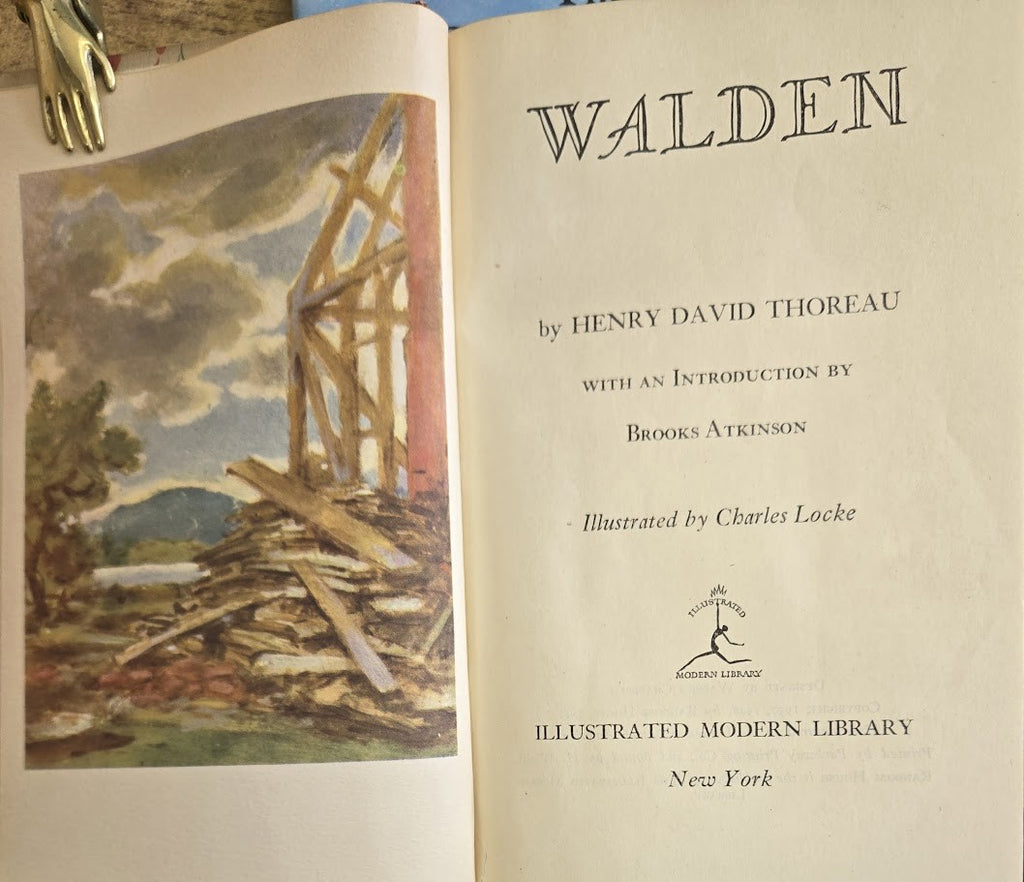 WALDEN
by HENRY DAVID THOREAU
WITH AN INTRODUCTION BY
BROOKS ATKINSON
Illustrated by Charles Locke
ILLUSTRATED
MODERN LIBRARY
ILLUSTRATED MODERN LIBRARY
New York